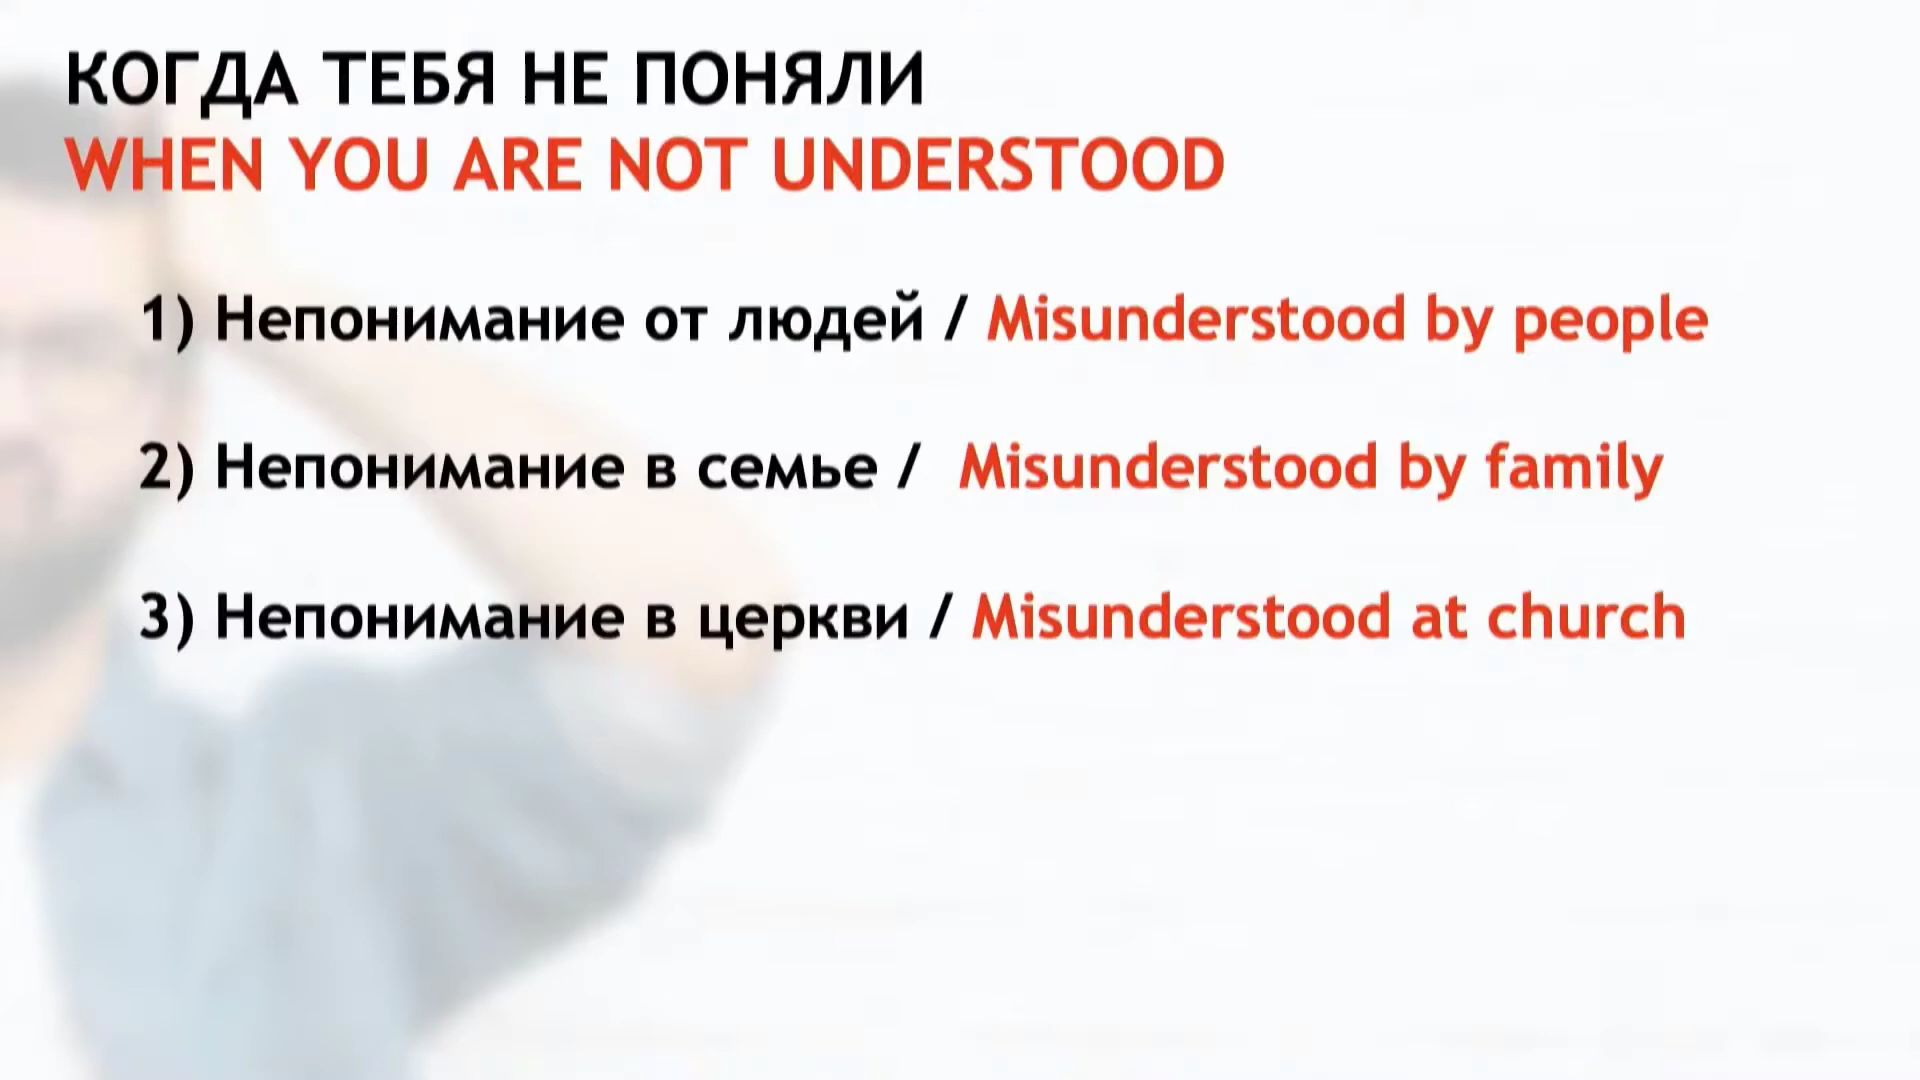 КОГДА ТЕБЯ НЕ ПОНЯЛИ
WHEN YOU ARE NOT UNDERSTOOD
1) Непонимание от людей / Misunderstood by people
2) Непонимание в семье / Misunderstood by family
3) Непонимание в церкви / Misunderstood at church